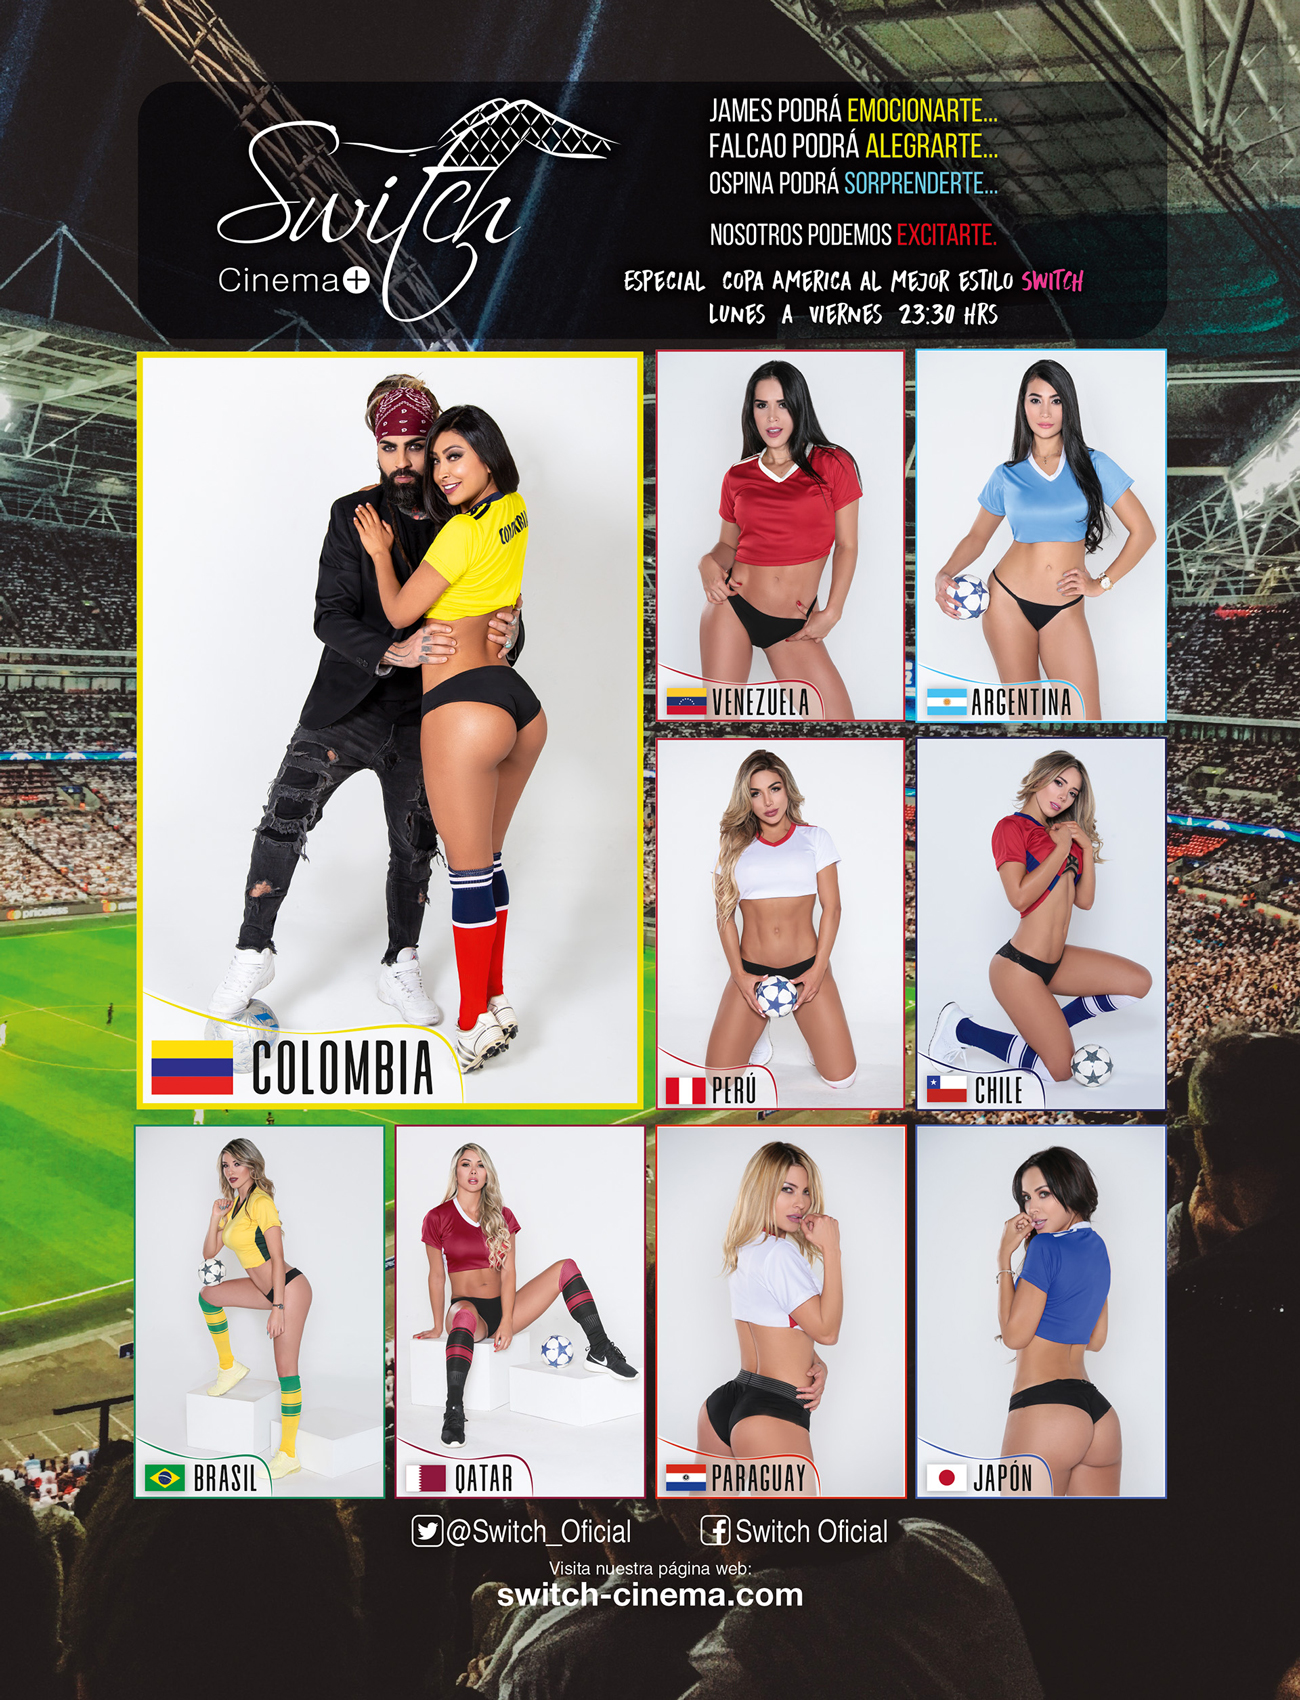 Switch
Cinema+
JAMES PODRÁ EMOCIONARTE...
FALCAO PODRÁ ALEGRARTE...
OSPINA PODRÁ SORPRENDERTE...
NOSOTROS PODEMOS EXCITARTE.
ESPECIAL COPA AMERICA AL MEJOR ESTILO SWITCH
LUNES A VIERNES 23:30 HRS
COLOMBIA
COLOMBIA
VENEZUELA
ARGENTINA
PERÚ
CHILE
priceless
BRASIL
QATAR
PARAGUAY
JAPÓN
@Switch_Oficial
Switch Oficial
Visita nuestra página web:
switch-cinema.com